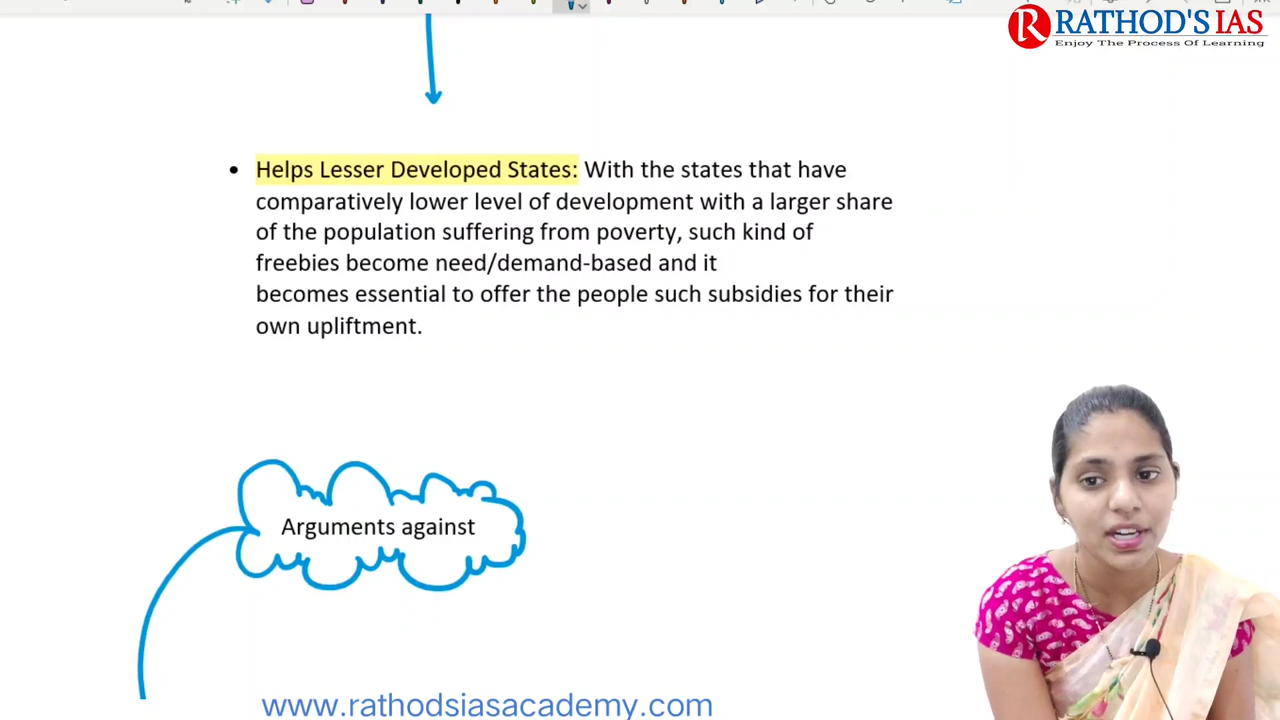 RATHOD'S IAS
Enjoy The Process Of Learning
• Helps Lesser Developed States: With the states that have
comparatively lower level of development with a larger share
of the population suffering from poverty, such kind of
freebies become need/demand-based and it
becomes essential to offer the people such subsidies for their
own upliftment.
Arguments against
www.rathodsiasacademy.com